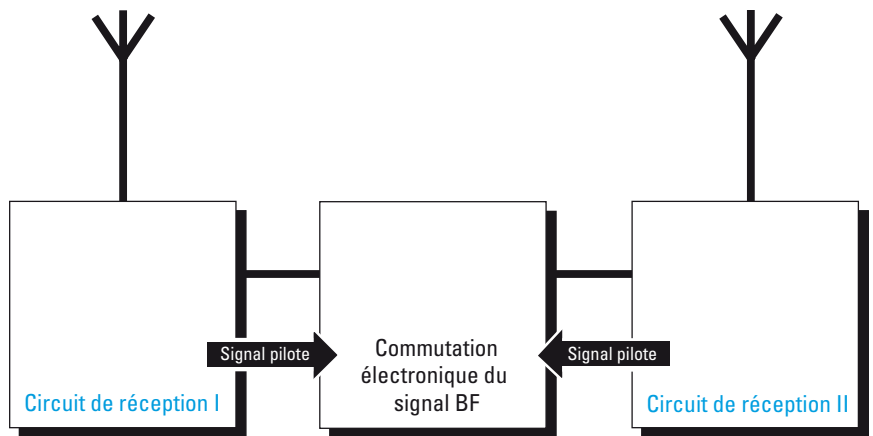 Signal pilote
Commutation
électronique du
signal BF
Signal pilote
Circuit de réception I
Circuit de réception II